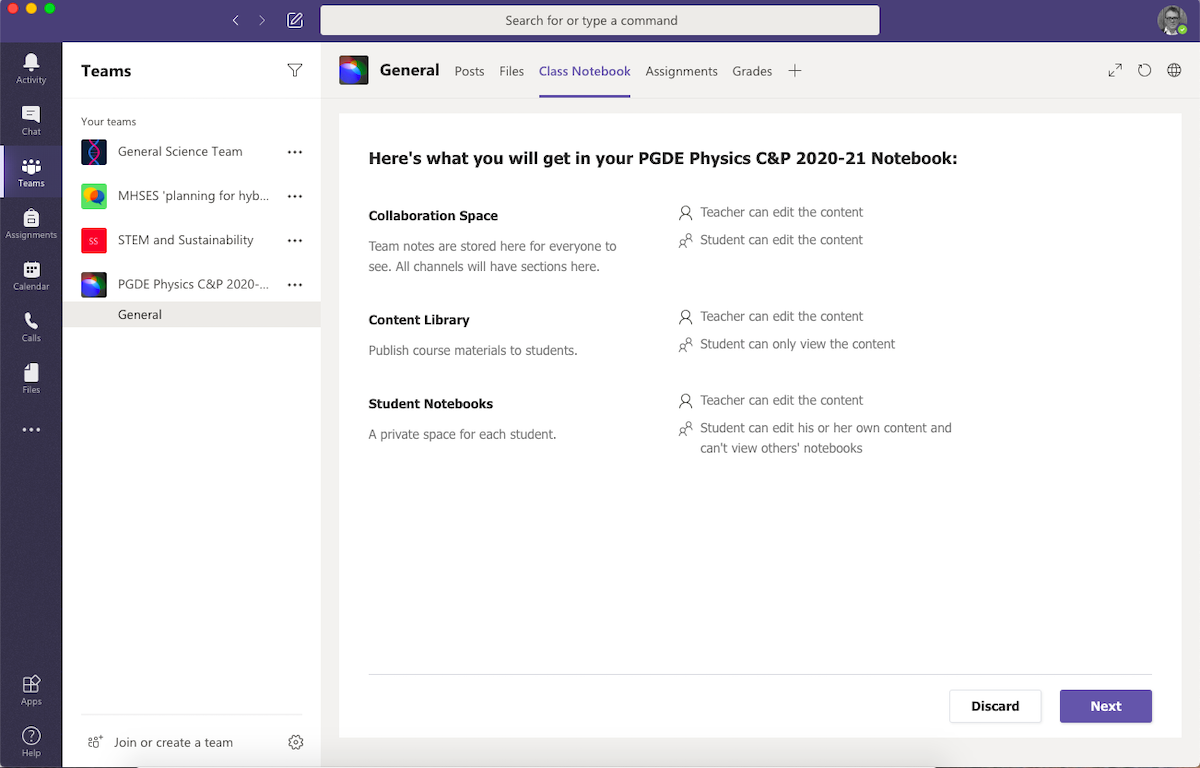 Search for or type a command
Activity
Chat
Teams
Assignments
Calendar
Calls
Files
Apps
Help
Teams
Your teams
General Science Team
MHSES 'planning for hyb...
SS
STEM and Sustainability
PGDE Physics C&P 2020-...
General
Join or create a team
General
Posts
Files
Class Notebook
Assignments
Grades
Here's what you will get in your PGDE Physics C&P 2020-21 Notebook:
Collaboration Space
Team notes are stored here for everyone to
see. All channels will have sections here.
Teacher can edit the content
Student can edit the content
Content Library
Publish course materials to students.
Teacher can edit the content
Student can only view the content
Student Notebooks
A private space for each student.
Teacher can edit the content
Student can edit his or her own content and
can't view others' notebooks
Discard
Next